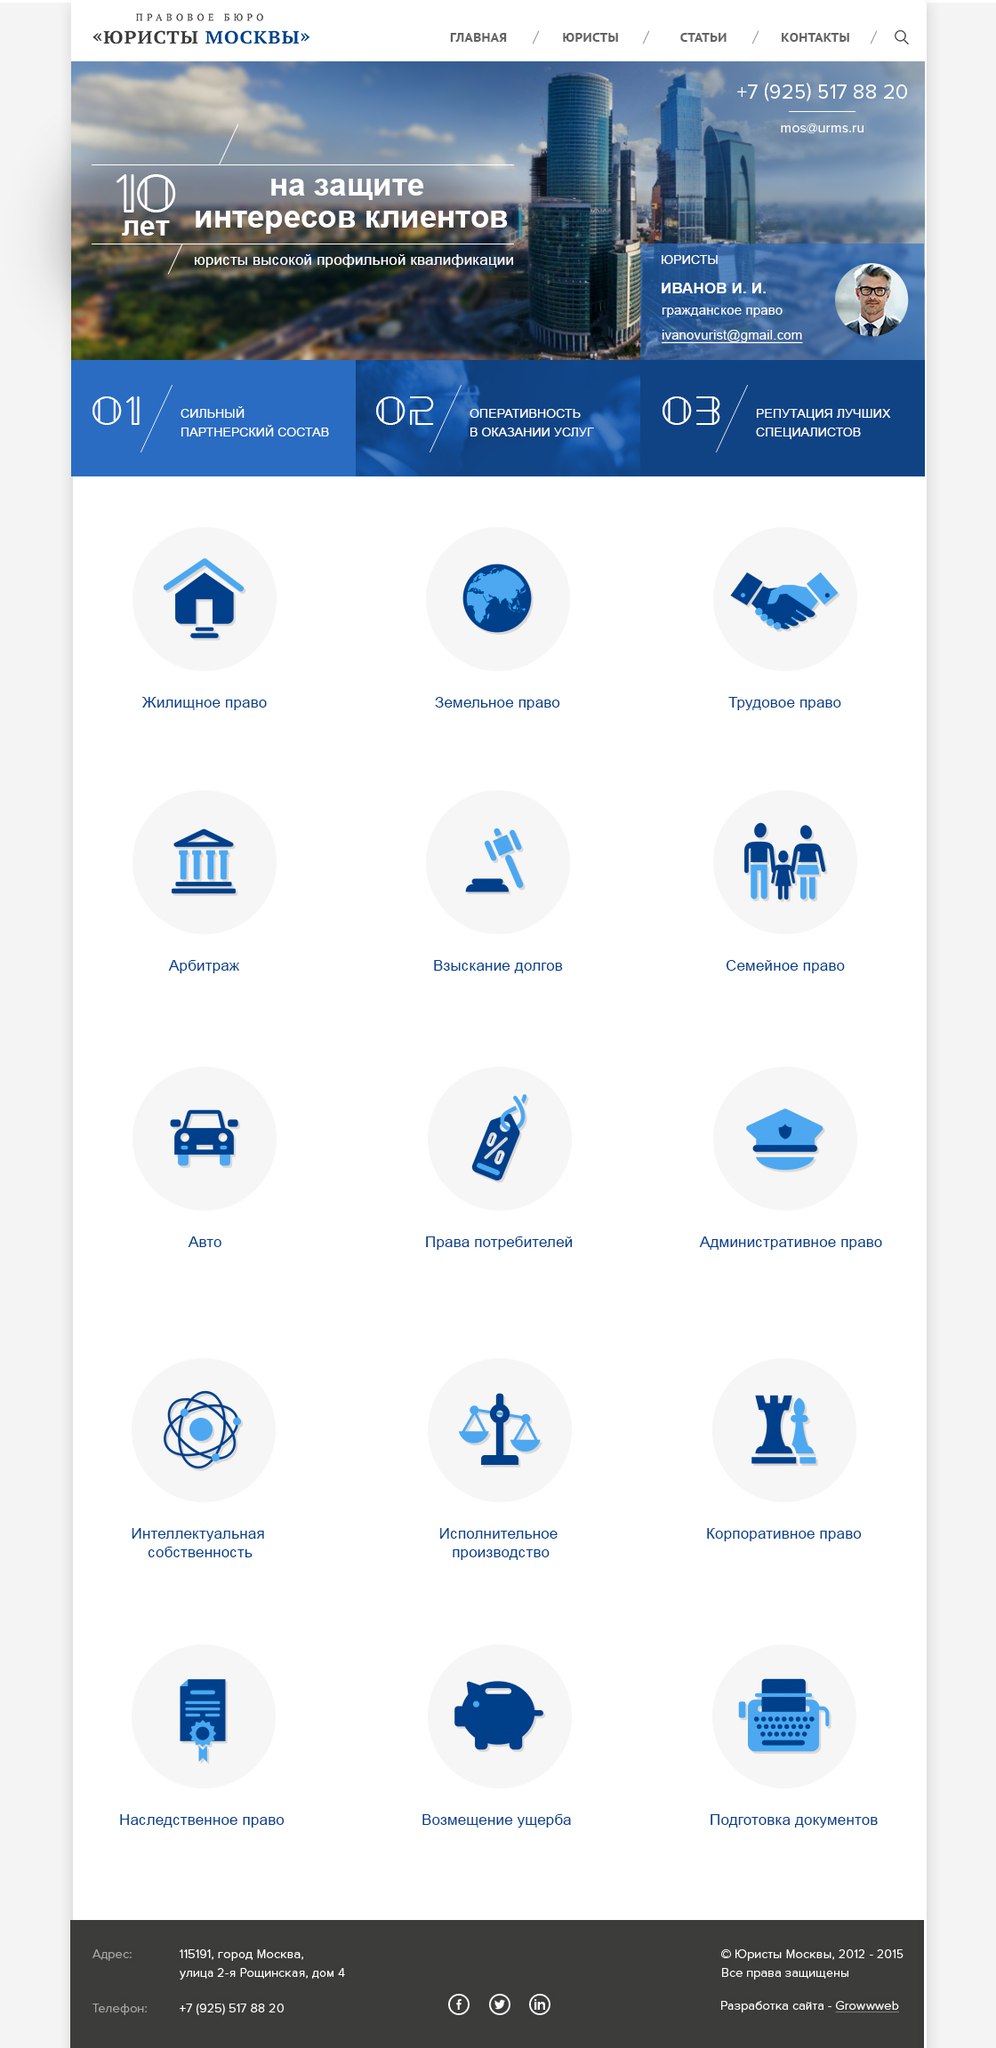 ПРАВОВОЕ БЮРО
«ЮРИСТЫ МОСКВЫ»
ГЛАВНАЯ / ЮРИСТЫ / СТАТЬИ / КОНТАКТЫ /
+7 (925) 517 88 20
mos@urms.ru
10
лет
на защите
интересов клиентов
юристы высокой профильной квалификации
ЮРИСТЫ
ИВАНОВ И. И.
гражданское право
ivanovurist@gmail.com
01
СИЛЬНЫЙ
ПАРТНЕРСКИЙ СОСТАВ
02
ОПЕРАТИВНОСТЬ
В ОКАЗАНИИ УСЛУГ
03
РЕПУТАЦИЯ ЛУЧШИХ
СПЕЦИАЛИСТОВ
Жилищное право
Земельное право
Трудовое право
Арбитраж
Взыскание долгов
Семейное право
%
Авто
Права потребителей
Административное право
Интеллектуальная
собственность
Исполнительное
производство
Корпоративное право
Наследственное право
Возмещение ущерба
Подготовка документов
Адрес:
115191, город Москва,
улица 2-я Рощинская, дом 4
Телефон:
+7 (925) 517 88 20
f
in
© Юристы Москвы, 2012 - 2015
Все права защищены
Разработка сайта - Growwweb